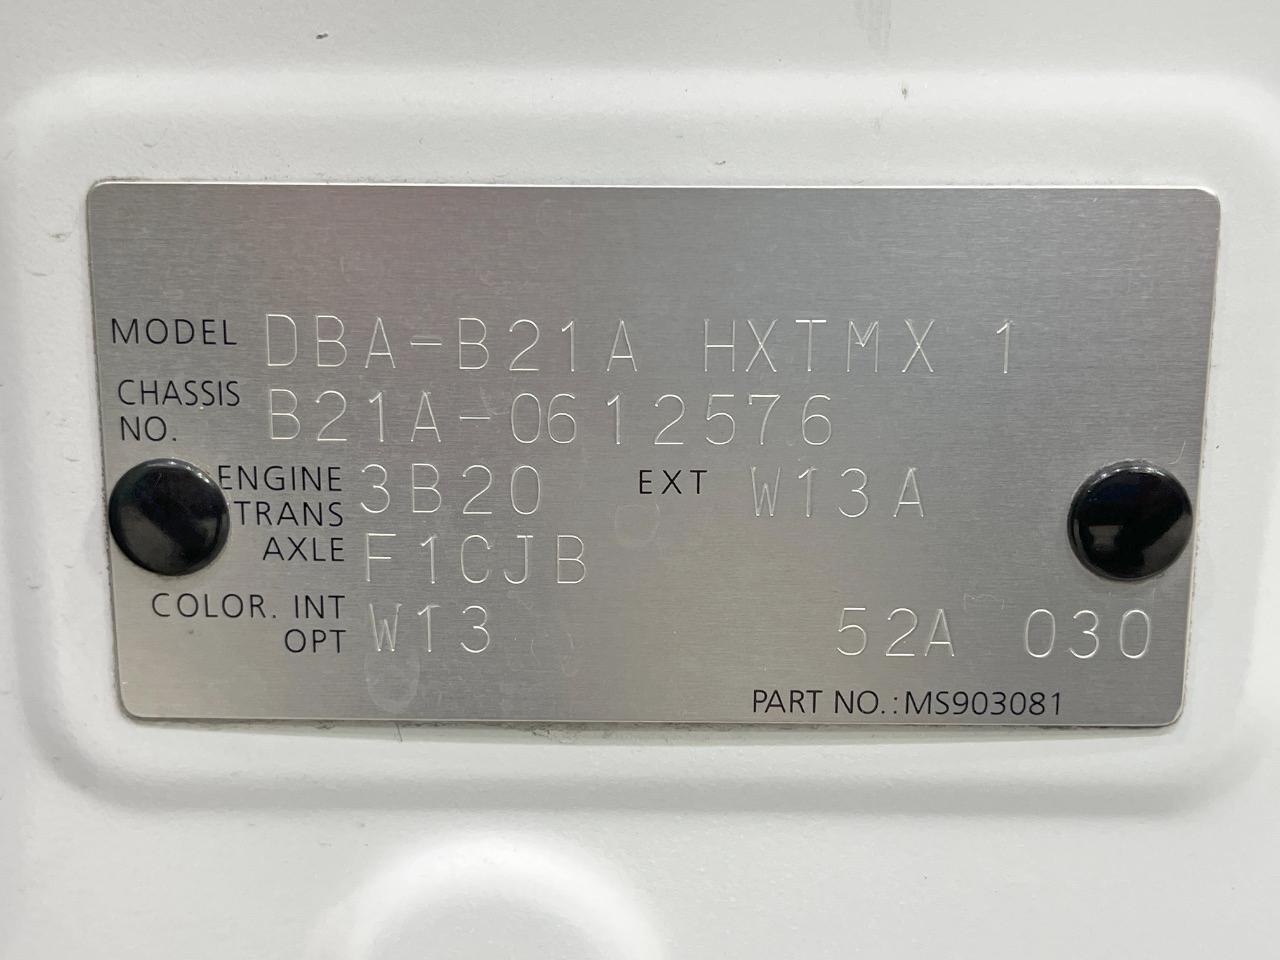 MODEL DBA-B21A HXTMX 1
CHASSIS
NO. B21A-0612576
ENGINE 3B20 EXT W13A
TRANS
AXLE F1CJB
COLOR. INT
OPT W13 52A 030
PART NO.:MS903081